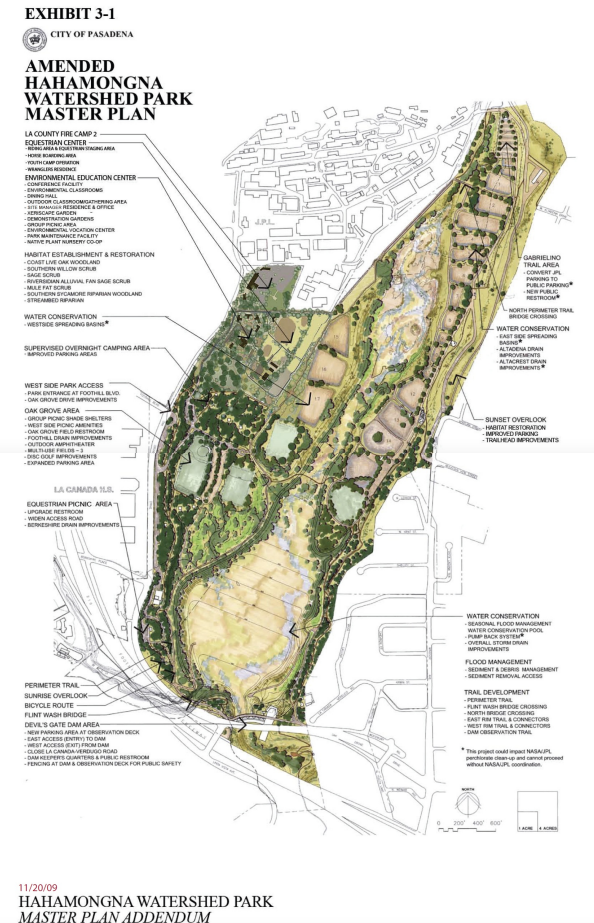 EXHIBIT 3-1
CITY OF PASADENA
AMENDED
HAHAMONGNA
WATERSHED PARK
MASTER PLAN
LA COUNTY FIRE CAMP 2
EQUESTRIAN CENTER
- RIDING AREA & EQUESTRIAN STAGING AREA
- HORSE BOARDING AREA
- YOUTH CAMP OPERATION
- WRANGLERS RESIDENCE
ENVIRONMENTAL EDUCATION CENTER
- CONFERENCE FACILITY
- ENVIRONMENTAL CLASSROOMS
- DINING HALL
- OUTDOOR CLASSROOM/GATHERING AREA
- SITE MANAGER RESIDENCE & OFFICE
- XERISCAPE GARDEN
- DEMONSTRATION GARDENS
- GROUP PICNIC AREA
- ENVIRONMENTAL VOCATION CENTER
- PARK MAINTENANCE FACILITY
- NATIVE PLANT NURSERY CO-OP
HABITAT ESTABLISHMENT & RESTORATION
- COAST LIVE OAK WOODLAND
- SOUTHERN WILLOW SCRUB
- SAGE SCRUB
- RIVERSIDIAN ALLUVIAL FAN SAGE SCRUB
- MULE FAT SCRUB
- SOUTHERN SYCAMORE RIPARIAN WOODLAND
- STREAMBED RIPARIAN
WATER CONSERVATION
- WESTSIDE SPREADING BASINS*
SUPERVISED OVERNIGHT CAMPING AREA
- IMPROVED PARKING AREAS
WEST SIDE PARK ACCESS
- PARK ENTRANCE AT FOOTHILL BLVD.
- OAK GROVE DRIVE IMPROVEMENTS
OAK GROVE AREA
- GROUP PICNIC SHADE SHELTERS
- WEST SIDE PICNIC AMENITIES
- OAK GROVE FIELD RESTROOM
- FOOTHILL DRAIN IMPROVEMENTS
- OUTDOOR AMPHITHEATER
- MULTI-USE FIELDS - 3
- DISC GOLF IMPROVEMENTS
- EXPANDED PARKING AREA
LA CANADA H.S.
EQUESTRIAN PICNIC AREA
- UPGRADE RESTROOM
- WIDEN ACCESS ROAD
- BERKESHIRE DRAIN IMPROVEMENTS
PERIMETER TRAIL
SUNRISE OVERLOOK
BICYCLE ROUTE
FLINT WASH BRIDGE
DEVIL'S GATE DAM AREA
- NEW PARKING AREA AT OBSERVATION DECK
- EAST ACCESS (ENTRY) TO DAM
- WEST ACCESS (EXIT) FROM DAM
- CLOSE LA CANADA-VERDUGO ROAD
- DAM KEEPER'S QUARTERS & PUBLIC RESTROOM
- FENCING AT DAM & OBSERVATION DECK FOR PUBLIC SAFETY
J.P.L.
GABRIELINO
TRAIL AREA
- CONVERT JPL
PARKING TO
PUBLIC PARKING*
- NEW PUBLIC
RESTROOM*
NORTH PERIMETER TRAIL
BRIDGE CROSSING
WATER CONSERVATION
- EAST SIDE SPREADING
BASINS*
- ALTADENA DRAIN
IMPROVEMENTS
- ALTACREST DRAIN
IMPROVEMENTS*
SUNSET OVERLOOK
- HABITAT RESTORATION
- IMPROVED PARKING
- TRAILHEAD IMPROVEMENTS
WATER CONSERVATION
- SEASONAL FLOOD MANAGEMENT
WATER CONSERVATION POOL
- PUMP BACK SYSTEM*
- OVERALL STORM DRAIN
IMPROVEMENTS
FLOOD MANAGEMENT
- SEDIMENT & DEBRIS MANAGEMENT
- SEDIMENT REMOVAL ACCESS
TRAIL DEVELOPMENT
- PERIMETER TRAIL
- FLINT WASH BRIDGE CROSSING
- NORTH BRIDGE CROSSING
- EAST RIM TRAIL & CONNECTORS
- WEST RIM TRAIL & CONNECTORS
- DAM OBSERVATION TRAIL
* This project could impact NASA/JPL
perchlorate clean-up and cannot proceed
without NASA/JPL coordination.
NORTH
0 200' 400' 600'
1 ACRE 4 ACRES
11/20/09
HAHAMONGNA WATERSHED PARK
MASTER PLAN ADDENDUM